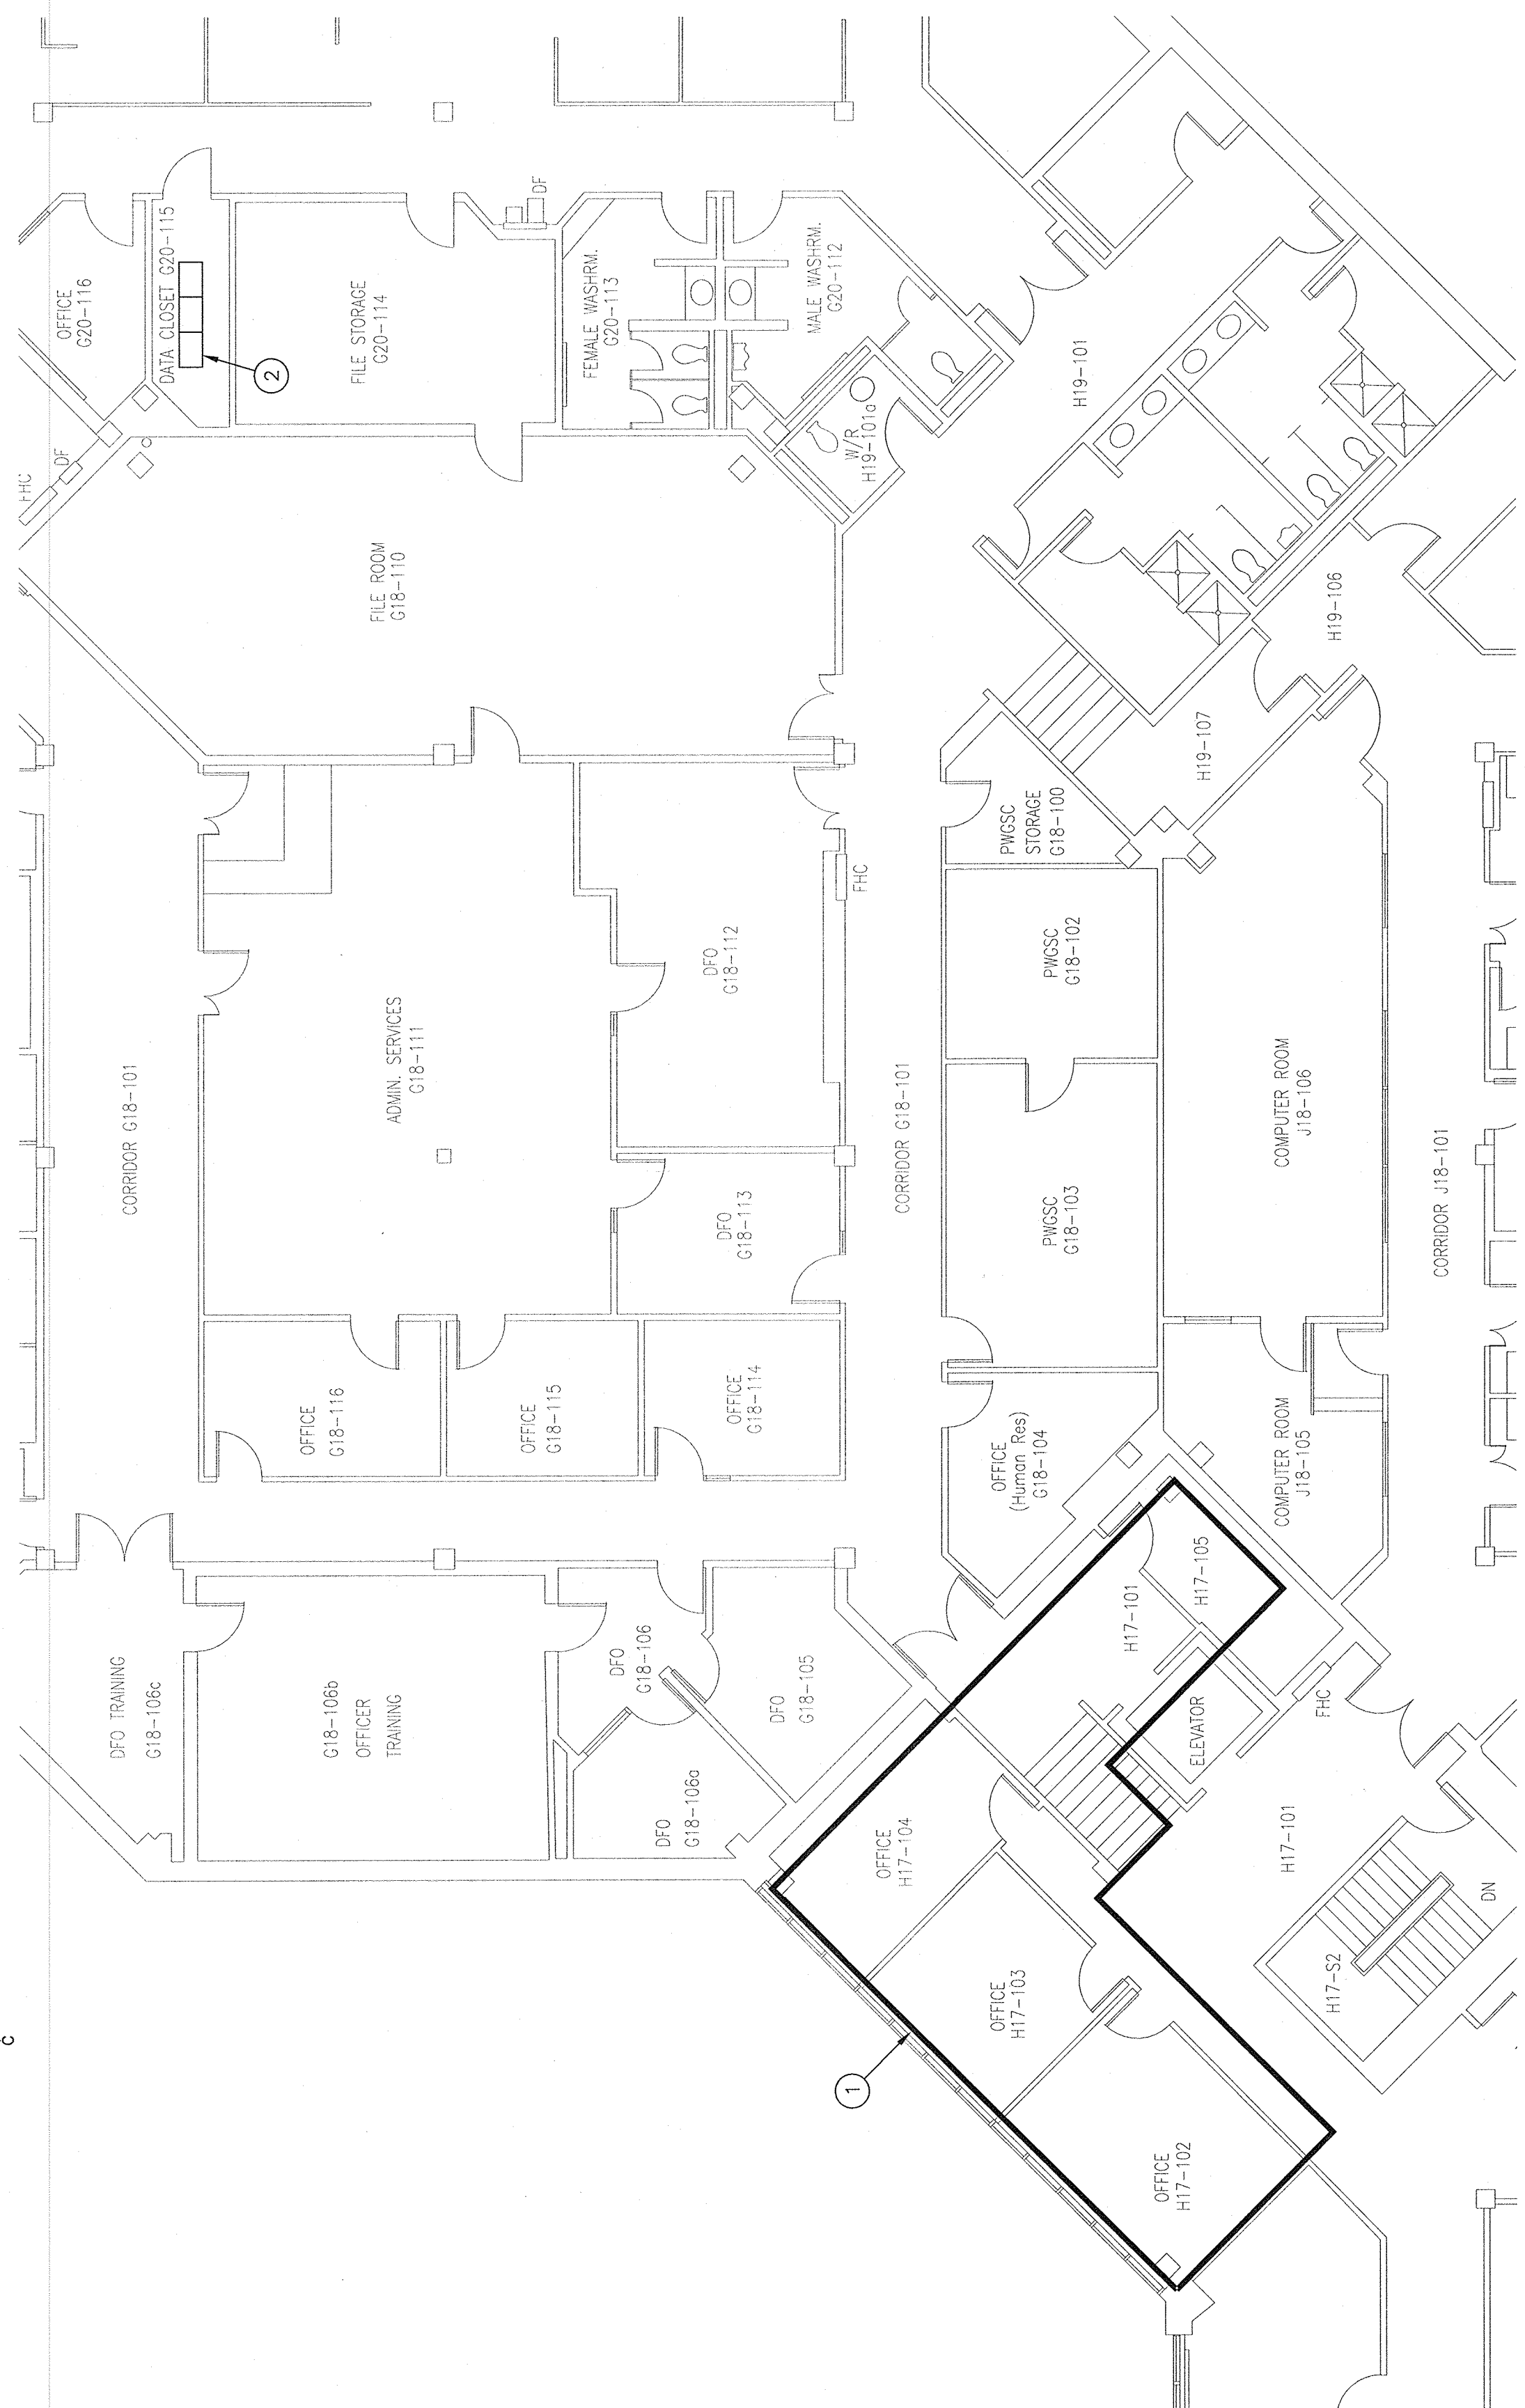 C
OFFICE
G20-116
DATA CLOSET G20-115
2
FILE STORAGE
G20-114
DF
FEMALE WASHRM.
G20-113
MALE WASHRM.
G20-112
FHC
DF
W/R
H19-101a
H19-101
FILE ROOM
G18-110
H19-106
H19-107
CORRIDOR G18-101
ADMIN. SERVICES
G18-111
DFO
G18-112
FHC
PWGSC
STORAGE
G18-100
PWGSC
G18-102
CORRIDOR G18-101
COMPUTER ROOM
J18-106
CORRIDOR J18-101
DFO
G18-113
PWGSC
G18-103
OFFICE
G18-116
OFFICE
G18-115
OFFICE
G18-114
OFFICE
(Human Res)
G18-104
COMPUTER ROOM
J18-105
DFO TRAINING
G18-106c
G18-106b
OFFICER
TRAINING
DFO
G18-106
DFO
G18-105
DFO
G18-106a
H17-101
H17-105
ELEVATOR
FHC
OFFICE
H17-104
H17-101
OFFICE
H17-103
H17-S2
DN
1
OFFICE
H17-102